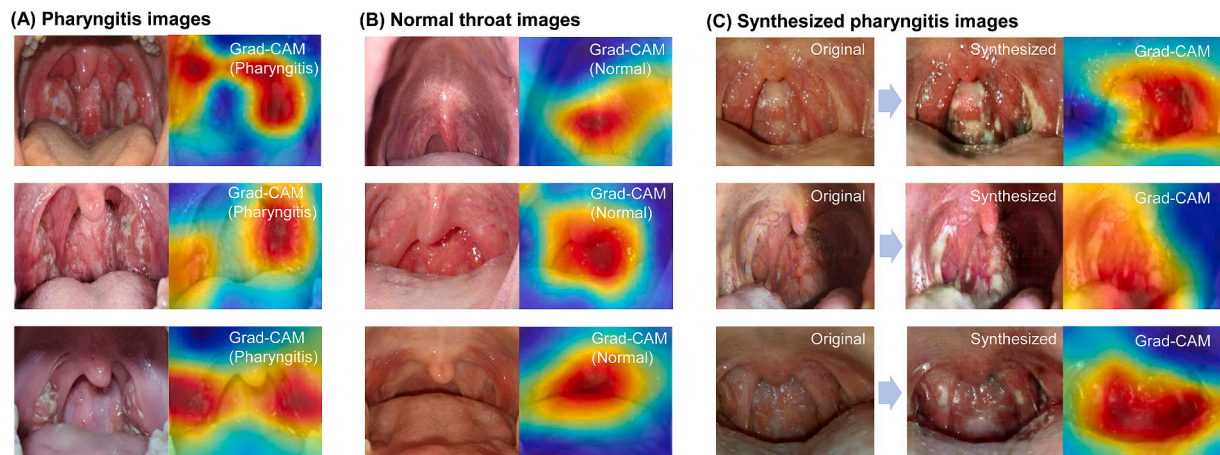 (A) Pharyngitis images
(B) Normal throat images
(C) Synthesized pharyngitis images
Grad-CAM
(Pharyngitis)
Grad-CAM
(Normal)
Original
Synthesized
Grad-CAM
Grad-CAM
(Pharyngitis)
Grad-CAM
(Normal)
Original
Synthesized
Grad-CAM
Grad-CAM
(Pharyngitis)
Grad-CAM
(Normal)
Original
Synthesized
Grad-CAM